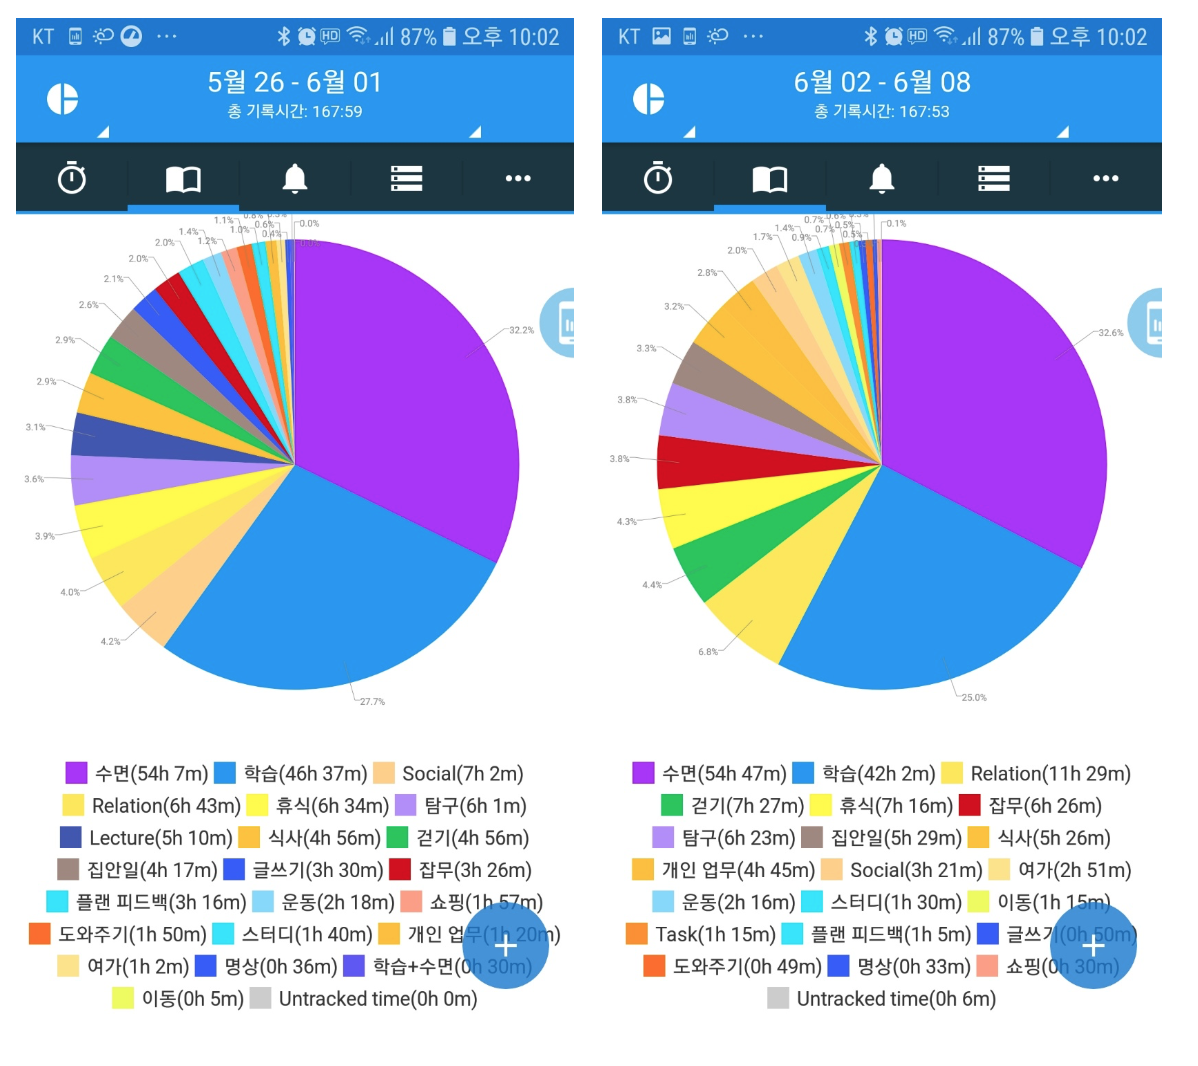 KT ... HD 87% 오후 10:02
5월 26 - 6월 01
총 기록시간: 167:59
...
1.1% 0.8% 0.0%
1.4% 1.0% 0.6%
2.0% 1.2% 0.4%
2.0%
2.1%
2.6%
32.2%
2.9%
2.9%
3.1%
3.6%
3.9%
4.0%
4.2%
27.7%
수면(54h 7m) 학습(46h 37m) Social(7h 2m)
Relation(6h 43m) 휴식(6h 34m) 탐구(6h 1m)
Lecture(5h 10m) 식사(4h 56m) 걷기(4h 56m)
집안일(4h 17m) 글쓰기(3h 30m) 잡무(3h 26m)
플랜 피드백(3h 16m) 운동(2h 18m) 쇼핑(1h 57m)
도와주기(1h 50m) 스터디(1h 40m) 개인 업무(1h 20m)
여가(1h 2m) 명상(0h 36m) 학습+수면(0h 30m)
이동(0h 5m) Untracked time(0h 0m)
+
KT ... HD 87% 오후 10:02
6월 02 - 6월 08
총 기록시간: 167:53
...
0.7% 0.6% 0.1%
1.4% 0.7% 0.5%
1.7% 0.9% 0.5%
2.0%
2.8%
3.2%
32.6%
3.3%
3.8%
3.8%
4.3%
4.4%
6.8%
25.0%
수면(54h 47m) 학습(42h 2m) Relation(11h 29m)
걷기(7h 27m) 휴식(7h 16m) 잡무(6h 26m)
탐구(6h 23m) 집안일(5h 29m) 식사(5h 26m)
개인 업무(4h 45m) Social(3h 21m) 여가(2h 51m)
운동(2h 16m) 스터디(1h 30m) 이동(1h 15m)
Task(1h 15m) 플랜 피드백(1h 5m) 글쓰기(0h 50m)
도와주기(0h 49m) 명상(0h 33m) 쇼핑(0h 30m)
Untracked time(0h 6m)
+